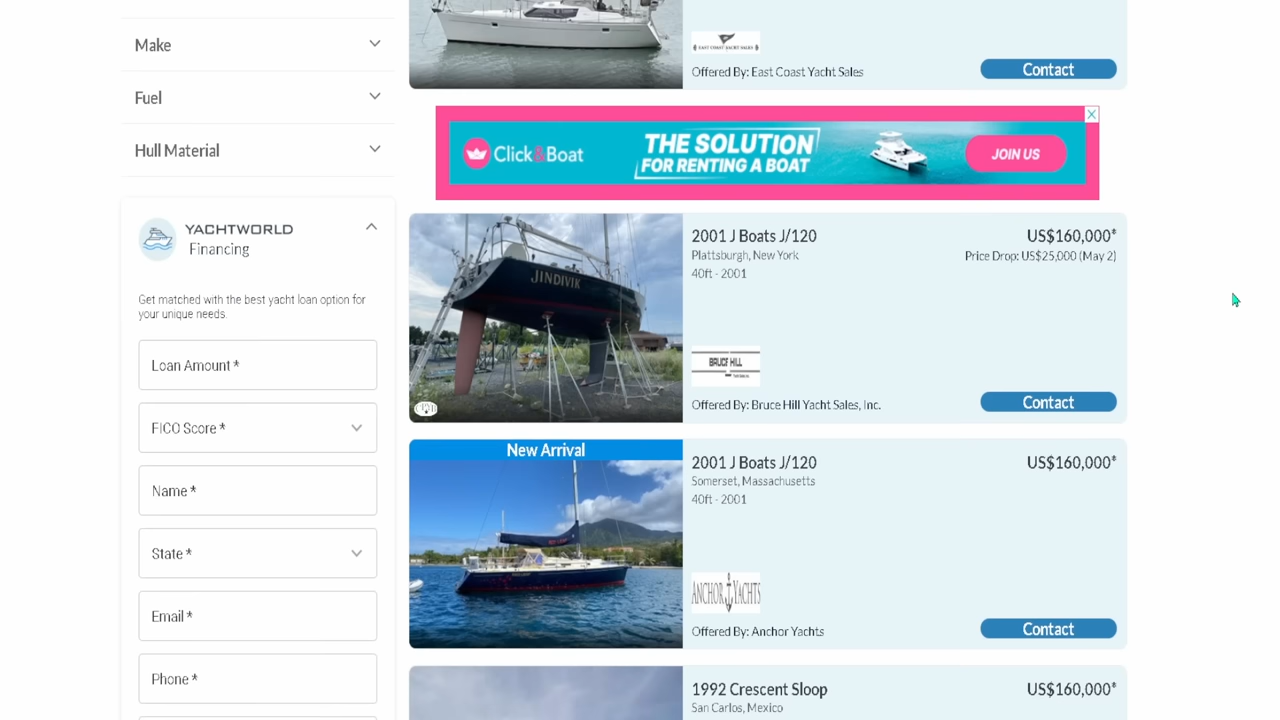 Make
Fuel
Hull Material
YACHTWORLD
Financing
Get matched with the best yacht loan option for
your unique needs.
Loan Amount *
FICO Score *
Name *
State *
Email *
Phone *
EAST COAST YACHT SALES
Offered By: East Coast Yacht Sales
Contact
Click&Boat
THE SOLUTION
FOR RENTING A BOAT
JOIN US
JINDIVIK
2001 J Boats J/120
US$160,000*
Plattsburgh, New York
Price Drop: US$25,000 (May 2)
40ft - 2001
BRUCE HILL
Offered By: Bruce Hill Yacht Sales, Inc.
Contact
New Arrival
2001 J Boats J/120
US$160,000*
Somerset, Massachusetts
40ft - 2001
ANCHOR YACHTS
Offered By: Anchor Yachts
Contact
1992 Crescent Sloop
US$160,000*
San Carlos, Mexico